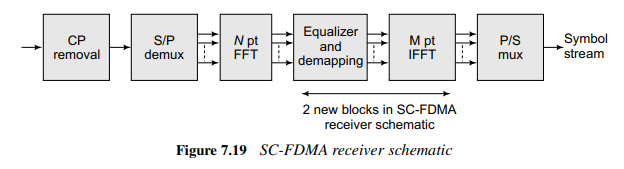 CP
removal
S/P
demux
N pt
FFT
Equalizer
and
demapping
M pt
IFFT
P/S
mux
Symbol
stream
2 new blocks in SC-FDMA
receiver schematic
Figure 7.19 SC-FDMA receiver schematic